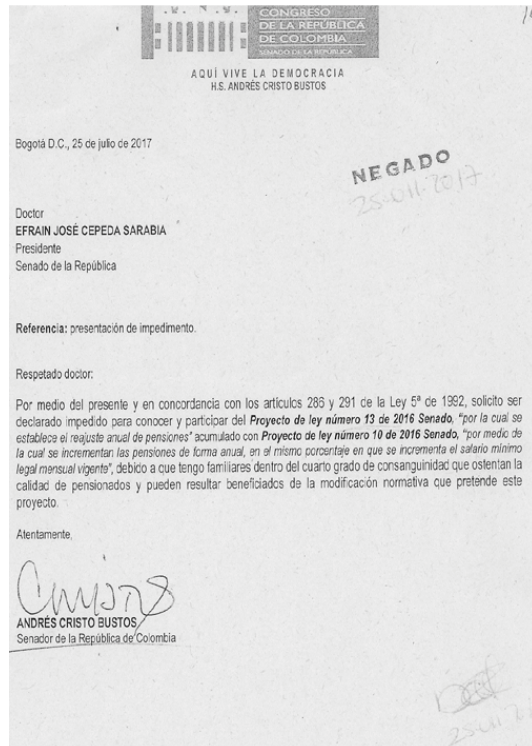 CONGRESO
DE LA REPÚBLICA
DE COLOMBIA
SENADO DE LA REPÚBLICA
AQUÍ VIVE LA DEMOCRACIA
H.S. ANDRÉS CRISTO BUSTOS
Bogotá D.C., 25 de julio de 2017
NEGADO
25-VII-2017
Doctor
EFRAIN JOSÉ CEPEDA SARABIA
Presidente
Senado de la República
Referencia: presentación de impedimento.
Respetado doctor:
Por medio del presente y en concordancia con los artículos 286 y 291 de la Ley 5ª de 1992, solicito ser
declarado impedido para conocer y participar del Proyecto de ley número 13 de 2016 Senado, "por la cual se
establece el reajuste anual de pensiones" acumulado con Proyecto de ley número 10 de 2016 Senado, "por medio de
la cual se incrementan las pensiones de forma anual, en el mismo porcentaje en que se incrementa el salario mínimo
legal mensual vigente", debido a que tengo familiares dentro del cuarto grado de consanguinidad que ostentan la
calidad de pensionados y pueden resultar beneficiados de la modificación normativa que pretende este
proyecto.
Atentamente,
ANDRÉS CRISTO BUSTOS
Senador de la República de Colombia